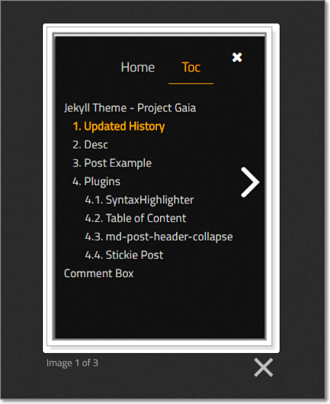 Home Toc
Jekyll Theme - Project Gaia
1. Updated History
2. Desc
3. Post Example
4. Plugins
4.1. SyntaxHighlighter
4.2. Table of Content
4.3. md-post-header-collapse
4.4. Stickie Post
Comment Box
Image 1 of 3